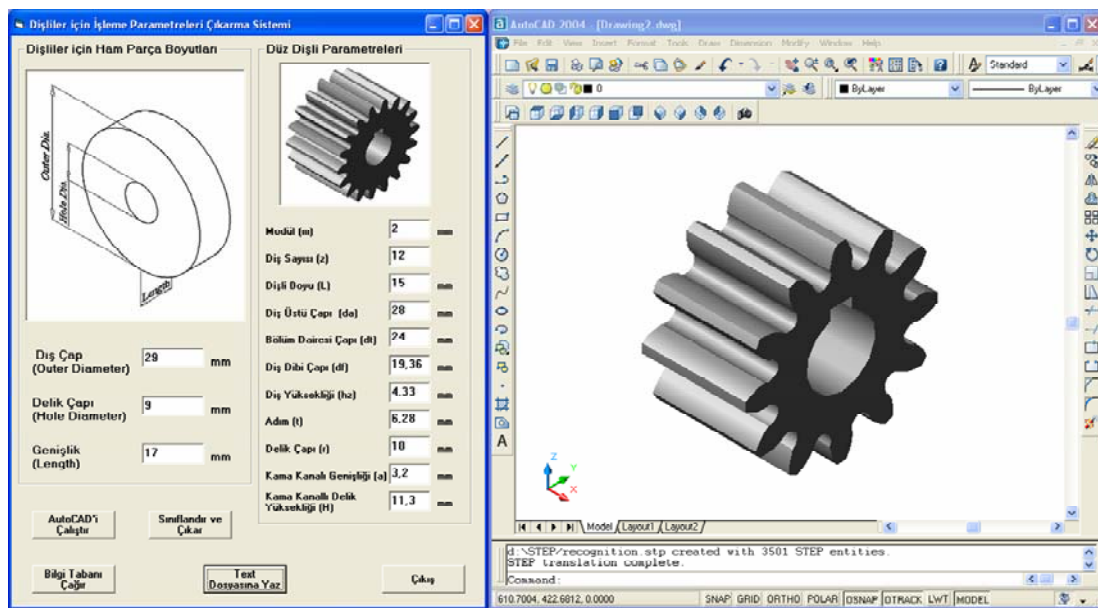 Dişliler için İşleme Parametreleri Çıkarma Sistemi
Dişliler için Ham Parça Boyutları
Outer Dia.
Hole Dia.
Length
Dış Çap
(Outer Diameter)
29 mm
Delik Çapı
(Hole Diameter)
9 mm
Genişlik
(Length)
17 mm
AutoCAD'i
Çalıştır
Sınıflandır ve
Çıkar
Bilgi Tabanı
Çağır
Text
Dosyasına Yaz
Çıkış
Düz Dişli Parametreleri
Modül (m) 2 mm
Diş Sayısı (z) 12
Dişli Boyu (L) 15 mm
Diş Üstü Çapı (da) 28 mm
Bölüm Dairesi Çapı (dt) 24 mm
Diş Dibi Çapı (df) 19,36 mm
Diş Yüksekliği (hz) 4.33 mm
Adım (t) 6,28 mm
Delik Çapı (r) 10 mm
Kama Kanalı Genişliği (a) 3,2 mm
Kama Kanallı Delik
Yüksekliği (H) 11,3 mm
AutoCAD 2004 - [Drawing2.dwg]
File Edit View Insert Format Tools Draw Dimension Modify Window Help
Standard
0 ByLayer ByLayer
A
Z
Y
X
Model Layout1 Layout2
d:\STEP/recognition.stp created with 3501 STEP entities.
STEP translation complete.
Command:
610.7004, 422.6812, 0.0000 SNAP GRID ORTHO POLAR OSNAP OTRACK LWT MODEL